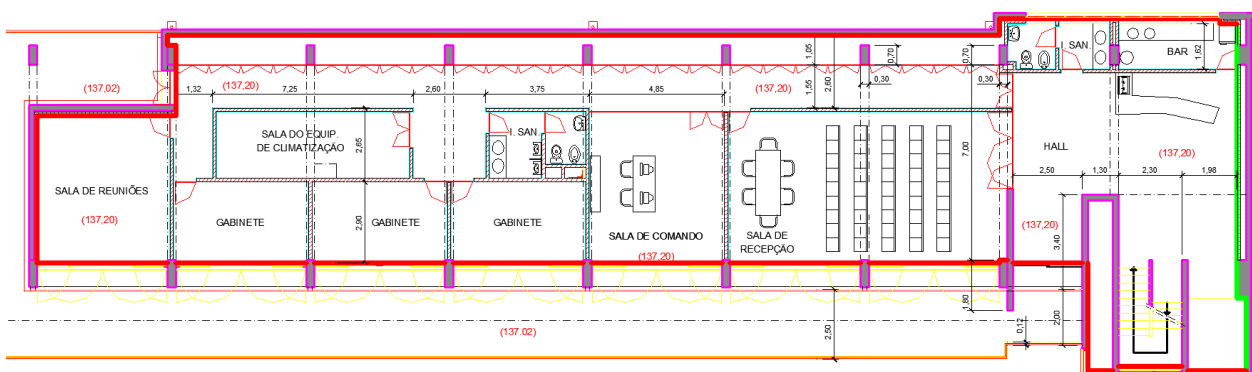 I. SAN.
BAR
1,62
1,05
0,70
0,70
(137,02)
(137,20)
1,55
2,60
0,30
(137,20)
0,30
1,32
7,25
2,60
3,75
4,85
SALA DO EQUIP.
DE CLIMATIZAÇÃO
2,65
I. SAN.
7,00
HALL
(137,20)
2,50
1,30
2,30
1,98
SALA DE REUNIÕES
(137,20)
GABINETE
2,90
GABINETE
GABINETE
SALA DE COMANDO
(137,20)
SALA DE
RECEPÇÃO
(137,20)
3,40
1,80
2,00
0,12
2,50
(137.02)